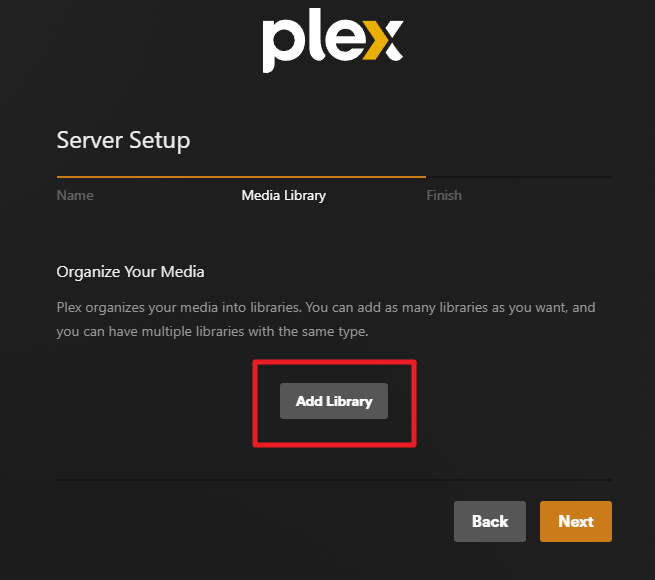 plex
Server Setup
Name
Media Library
Finish
Organize Your Media
Plex organizes your media into libraries. You can add as many libraries as you want, and
you can have multiple libraries with the same type.
Add Library
Back
Next